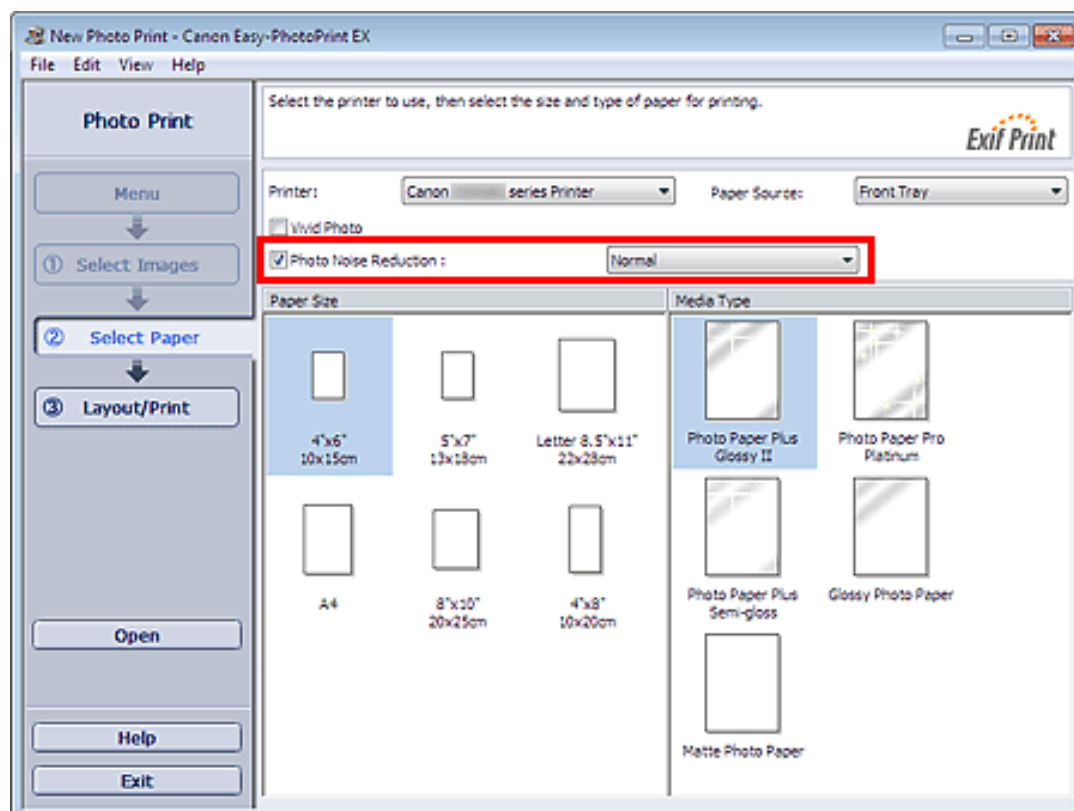 New Photo Print - Canon Easy-PhotoPrint EX
File Edit View Help
Photo Print
Select the printer to use, then select the size and type of paper for printing.
Exif Print
Menu
① Select Images
② Select Paper
③ Layout/Print
Open
Help
Exit
Printer: Canon series Printer Paper Source: Front Tray
Vivid Photo
Photo Noise Reduction : Normal
Paper Size
4"x6"
10x15cm
5"x7"
13x18cm
Letter 8.5"x11"
22x28cm
A4
8"x10"
20x25cm
4"x8"
10x20cm
Media Type
Photo Paper Plus
Glossy II
Photo Paper Pro
Platinum
Photo Paper Plus
Semi-gloss
Glossy Photo Paper
Matte Photo Paper